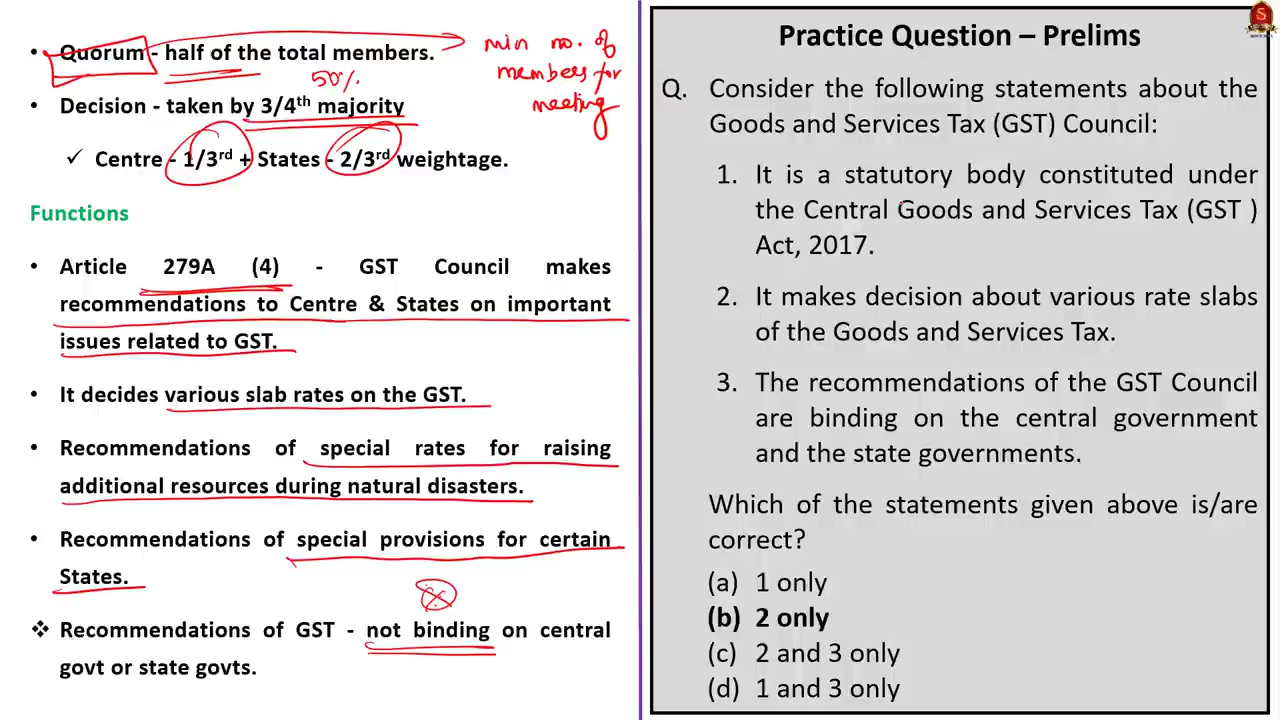 • Quorum - half of the total members.
50%
min no. of
members for
meeting
• Decision - taken by 3/4th majority
✓ Centre - 1/3rd + States - 2/3rd weightage.
Functions
• Article 279A (4) - GST Council makes
recommendations to Centre & States on important
issues related to GST.
• It decides various slab rates on the GST.
• Recommendations of special rates for raising
additional resources during natural disasters.
• Recommendations of special provisions for certain
States.
❖ Recommendations of GST - not binding on central
govt or state govts.
Practice Question – Prelims
Q. Consider the following statements about the
Goods and Services Tax (GST) Council:
1. It is a statutory body constituted under
the Central Goods and Services Tax (GST )
Act, 2017.
2. It makes decision about various rate slabs
of the Goods and Services Tax.
3. The recommendations of the GST Council
are binding on the central government
and the state governments.
Which of the statements given above is/are
correct?
(a) 1 only
(b) 2 only
(c) 2 and 3 only
(d) 1 and 3 only